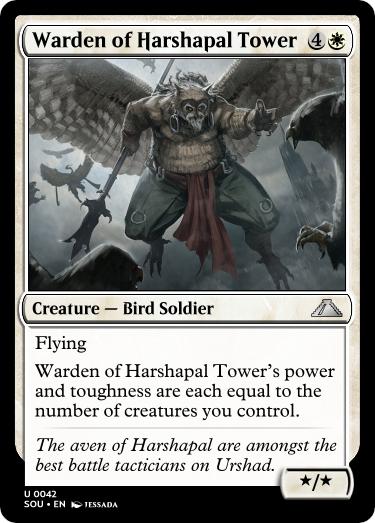 Warden of Harshapal Tower 4
Creature — Bird Soldier
Flying
Warden of Harshapal Tower's power
and toughness are each equal to the
number of creatures you control.
The aven of Harshapal are amongst the
best battle tacticians on Urshad.
*/*
U 0042
SOU • EN JESSADA